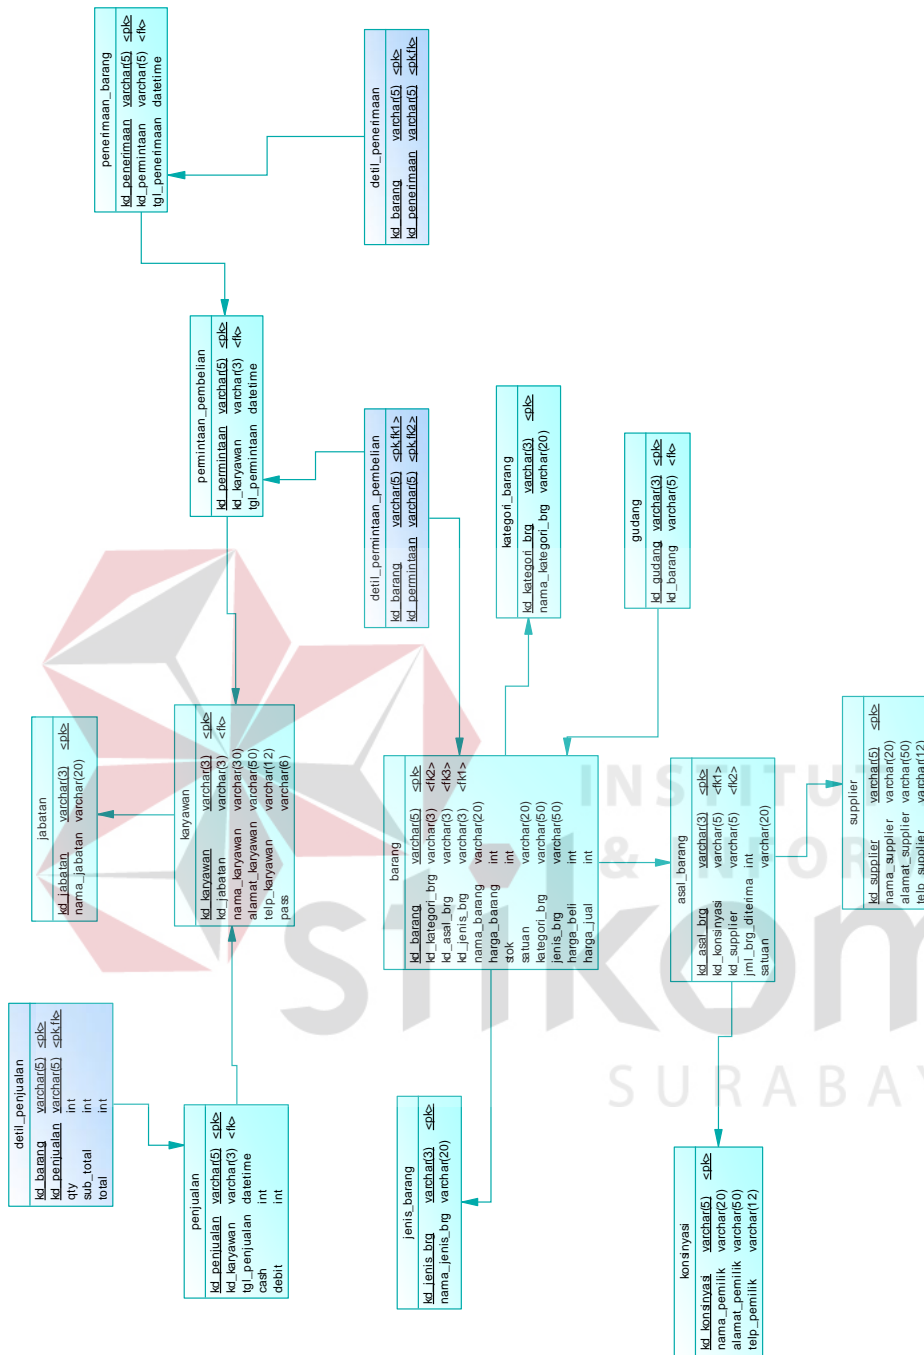 penerimaan_barang
kd_penerimaan varchar(5) <pk>
kd_permintaan varchar(5) <fk>
tgl_penerimaan datetime
detil_penerimaan
kd_barang varchar(5) <pk>
kd_penerimaan varchar(5) <pk,fk>
permintaan_pembelian
kd_permintaan varchar(5) <pk>
kd_karyawan varchar(3) <fk>
tgl_permintaan datetime
detil_permintaan_pembelian
kd_barang varchar(5) <pk,fk1>
kd_permintaan varchar(5) <pk,fk2>
kategori_barang
kd_kategori_brg varchar(3) <pk>
nama_kategori_brg varchar(20)
gudang
kd_gudang varchar(3) <pk>
kd_barang varchar(5) <fk>
jabatan
kd_jabatan varchar(3) <pk>
nama_jabatan varchar(20)
karyawan
kd_karyawan varchar(3) <pk>
kd_jabatan varchar(3) <fk>
nama_karyawan varchar(30)
alamat_karyawan varchar(50)
telp_karyawan varchar(12)
pass varchar(6)
barang
kd_barang varchar(5) <pk>
kd_kategori_brg varchar(3) <fk2>
kd_asal_brg varchar(3) <fk3>
kd_jenis_brg varchar(3) <fk1>
nama_barang varchar(20)
harga_barang int
stok int
satuan varchar(20)
kategori_brg varchar(50)
jenis_brg varchar(50)
harga_beli int
harga_jual int
asal_barang
kd_asal_brg varchar(3) <pk>
kd_konsinyasi varchar(5) <fk1>
kd_supplier varchar(5) <fk2>
jml_brg_diterima int
satuan varchar(20)
supplier
kd_supplier varchar(5) <pk>
nama_supplier varchar(20)
alamat_supplier varchar(50)
telp_supplier varchar(12)
detil_penjualan
kd_barang varchar(5) <pk>
kd_penjualan varchar(5) <pk,fk>
qty int
sub_total int
total int
penjualan
kd_penjualan varchar(5) <pk>
kd_karyawan varchar(3) <fk>
tgl_penjualan datetime
cash int
debit int
jenis_barang
kd_jenis_brg varchar(3) <pk>
nama_jenis_brg varchar(20)
konsinyasi
kd_konsinyasi varchar(5) <pk>
nama_pemilik varchar(20)
alamat_pemilik varchar(50)
telp_pemilik varchar(12)
INSTITUT
& INFOR
stikom
SURABAY